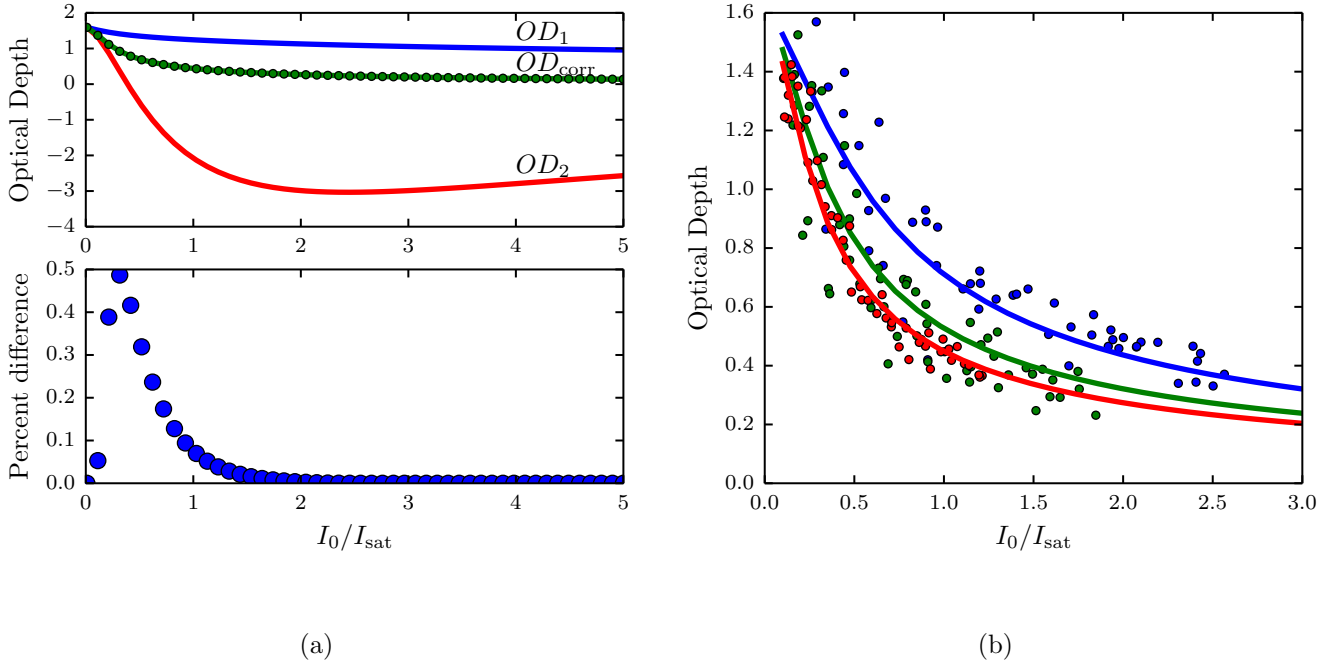 2
1
0
−1
−2
−3
−4
Optical Depth
OD1
ODcorr
OD2
0 1 2 3 4 5
0.5
0.4
0.3
0.2
0.1
0.0
Percent difference
0 1 2 3 4 5
I0/Isat
(a)
1.6
1.4
1.2
1.0
0.8
0.6
0.4
0.2
0.0
Optical Depth
0.0 0.5 1.0 1.5 2.0 2.5 3.0
I0/Isat
(b)